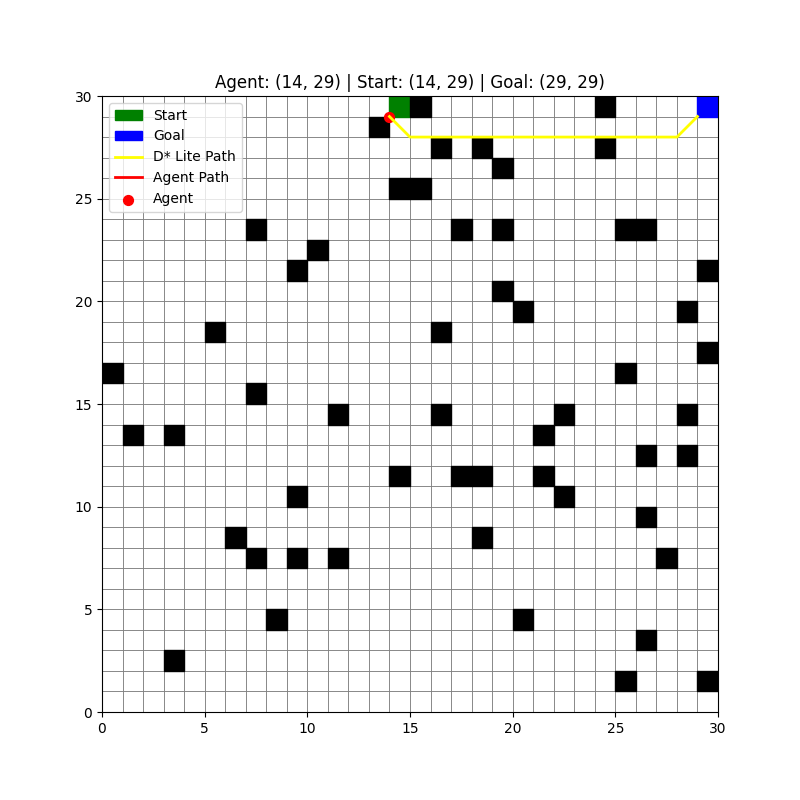 Agent: (14, 29) | Start: (14, 29) | Goal: (29, 29)
30
Start
Goal
D* Lite Path
Agent Path
Agent
25
20
15
10
5
0
0 5 10 15 20 25 30